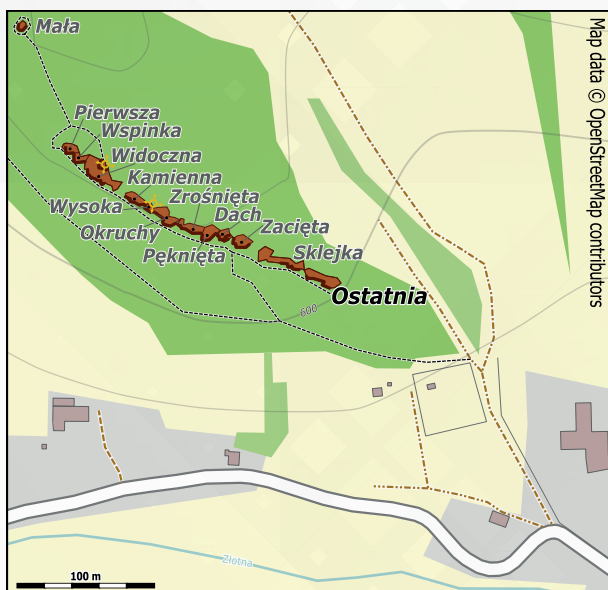 Mała
Pierwsza
Wspinka
Widoczna
Kamienna
Zrośnięta
Wysoka
Dach
Okruchy
Zacięta
Pęknięta
Sklejka
Ostatnia
600
Złotna
100 m
Map data © OpenStreetMap contributors